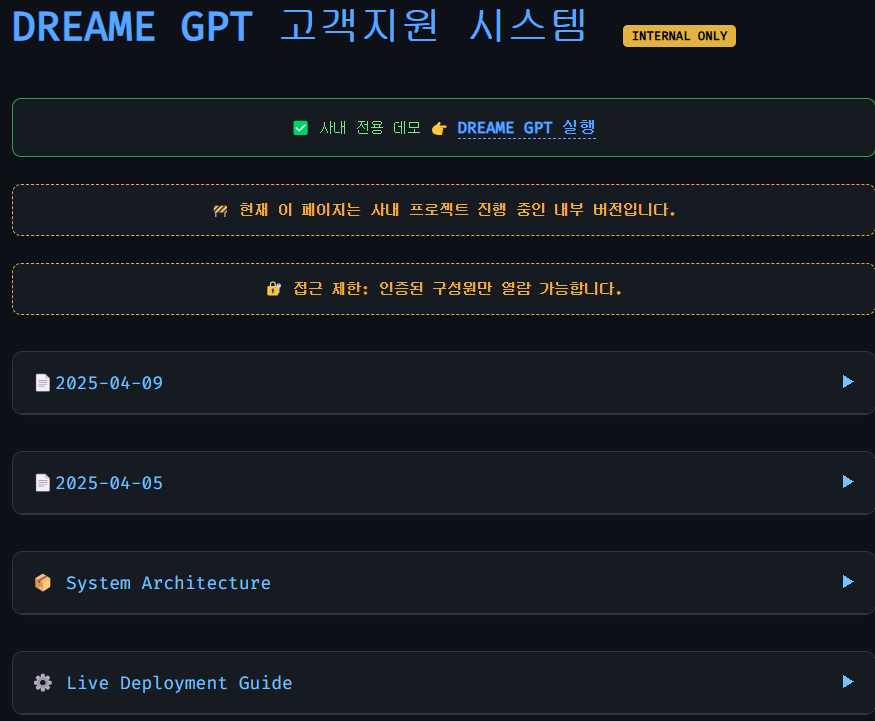 DREAME GPT 고객지원 시스템 INTERNAL ONLY
✅ 사내 전용 데모 👉 DREAME GPT 실행
🚧 현재 이 페이지는 사내 프로젝트 진행 중인 내부 버전입니다.
🔐 접근 제한: 인증된 구성원만 열람 가능합니다.
📄 2025-04-09 ▶
📄 2025-04-05 ▶
📦 System Architecture ▶
⚙️ Live Deployment Guide ▶